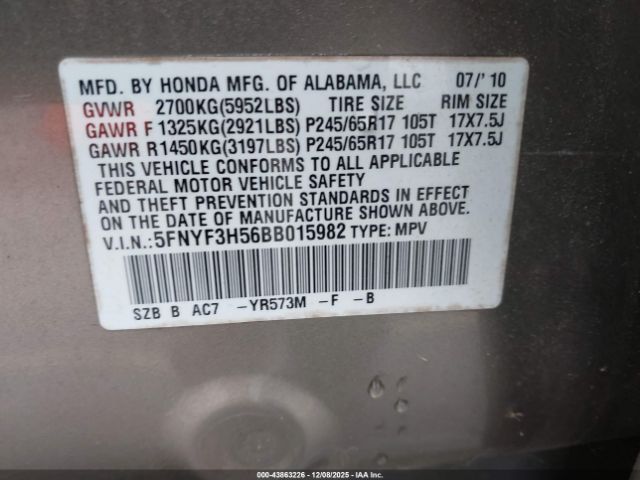 MFD. BY HONDA MFG. OF ALABAMA, LLC 07/'10
GVWR 2700KG(5952LBS) TIRE SIZE RIM SIZE
GAWR F 1325KG(2921LBS) P245/65R17 105T 17X7.5J
GAWR R1450KG(3197LBS) P245/65R17 105T 17X7.5J
THIS VEHICLE CONFORMS TO ALL APPLICABLE
FEDERAL MOTOR VEHICLE SAFETY
AND THEFT PREVENTION STANDARDS IN EFFECT
ON THE DATE OF MANUFACTURE SHOWN ABOVE.
V.I.N.:5FNYF3H56BB015982 TYPE: MPV
SZB B AC7 -YR573M -F -B
000-43863226 - 12/08/2025 - IAA Inc.